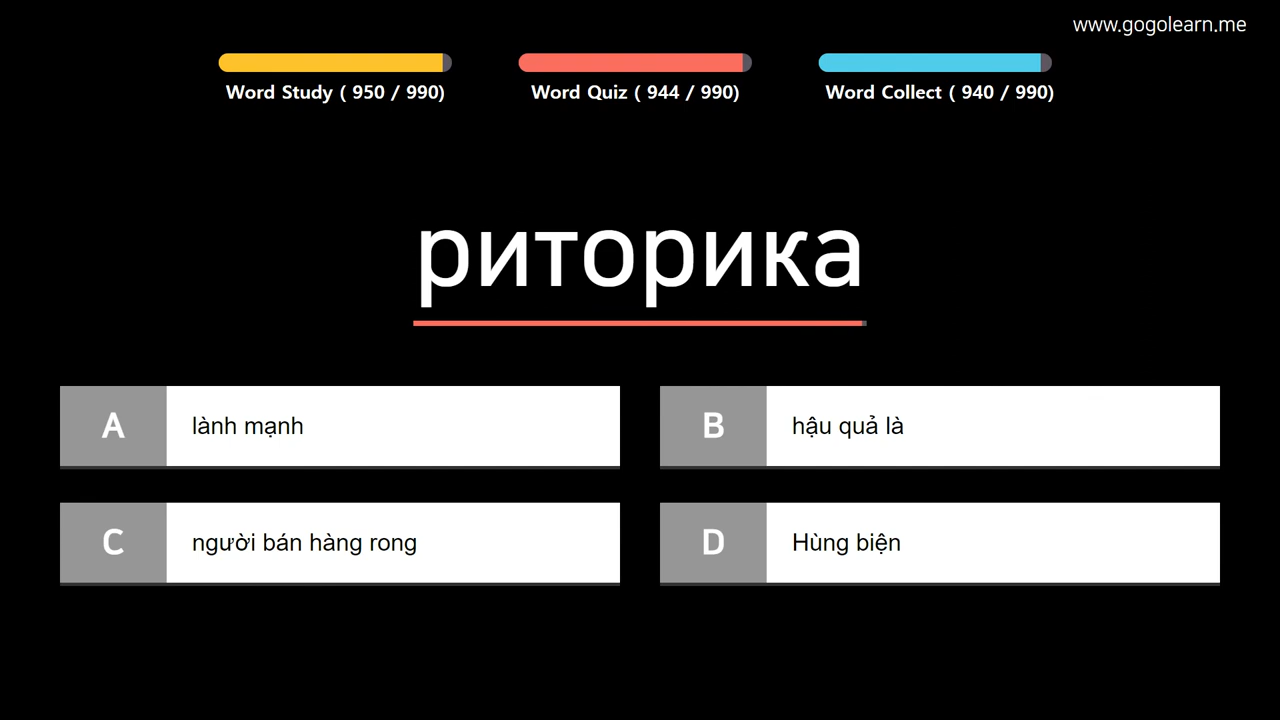 www.gogolearn.me
Word Study ( 950 / 990)
Word Quiz ( 944 / 990)
Word Collect ( 940 / 990)
риторика
A
lành mạnh
B
hậu quả là
C
người bán hàng rong
D
Hùng biện